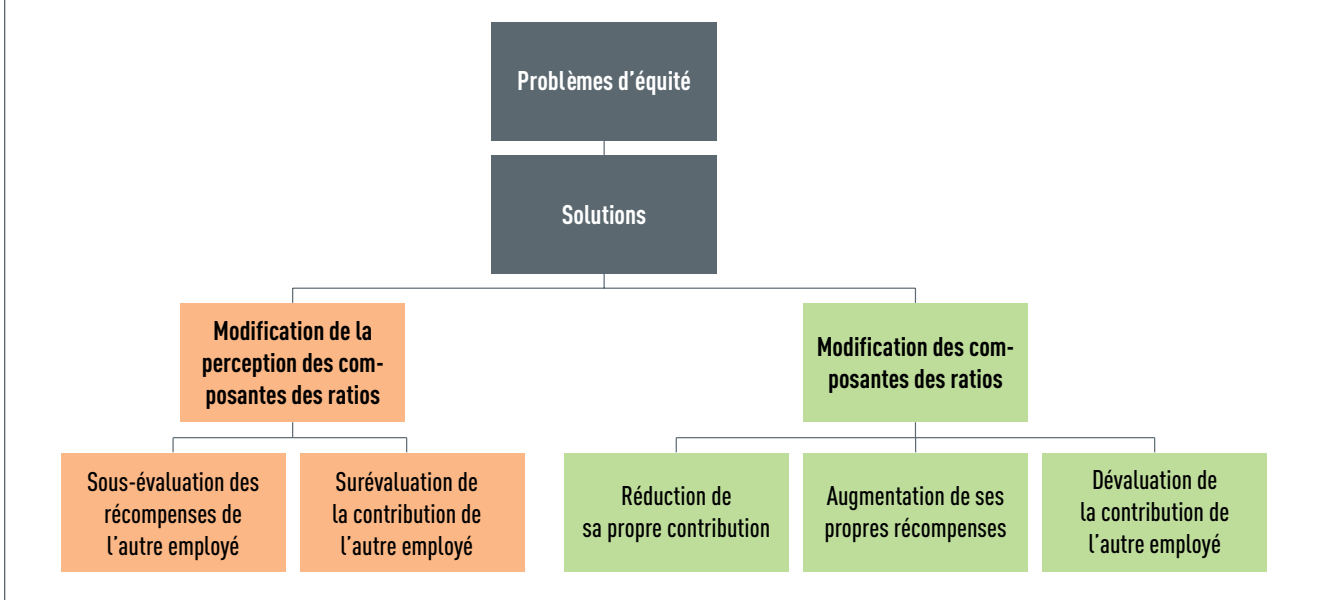 Problèmes d'équité
Solutions
Modification de la
perception des com-
posantes des ratios
Modification des com-
posantes des ratios
Sous-évaluation des
récompenses de
l'autre employé
Surévaluation de
la contribution de
l'autre employé
Réduction de
sa propre contribution
Augmentation de ses
propres récompenses
Dévaluation de
la contribution de
l'autre employé